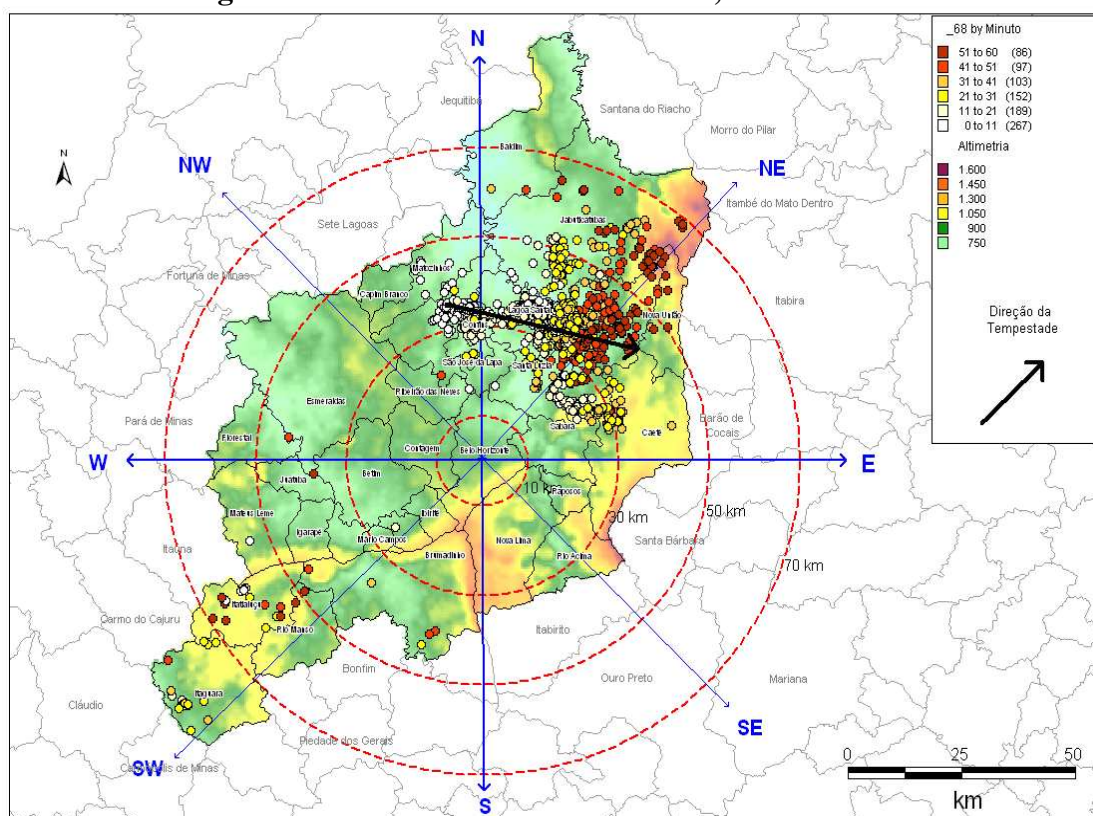 _68 by Minuto
51 to 60 (86)
41 to 51 (97)
31 to 41 (103)
21 to 31 (152)
11 to 21 (189)
0 to 11 (267)
Altimetria
1.600
1.450
1.300
1.050
900
750
Direção da
Tempestade
N
N
Jequitibá
Santana do Riacho
Morro do Pilar
Baldim
NW
NE
Itambé do Mato Dentro
Sete Lagoas
Jaboticatubas
Fortuna de Minas
Matozinhos
Capim Branco
Itabira
Lagoa Santa
Nova União
Confins
São José da Lapa
Santa Luzia
Ribeirão das Neves
Esmeraldas
Pará de Minas
Barão de
Cocais
Florestal
Sabará
Caeté
Contagem
Belo Horizonte
W
E
Juatuba
Betim
10 km
Raposos
Mateus Leme
Ibirité
30 km
50 km
Igarapé
Mário Campos
Nova Lima
Santa Bárbara
Itaúna
Brumadinho
Rio Acima
70 km
Itatiaiuçu
Carmo do Cajuru
Rio Manso
Itabirito
Bonfim
Ouro Preto
Mariana
Itaguara
Cláudio
SE
Piedade dos Gerais
SW
S
0 25 50
km